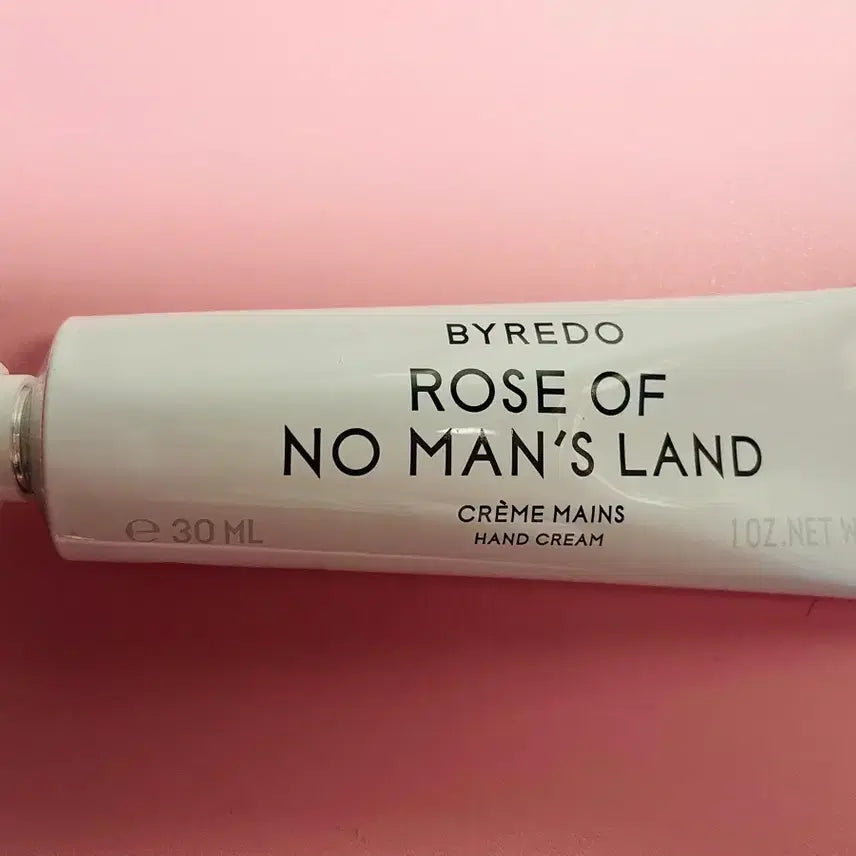 BYREDO
ROSE OF
NO MAN'S LAND
CRÈME MAINS
HAND CREAM
℮ 30 ML
1 OZ. NET